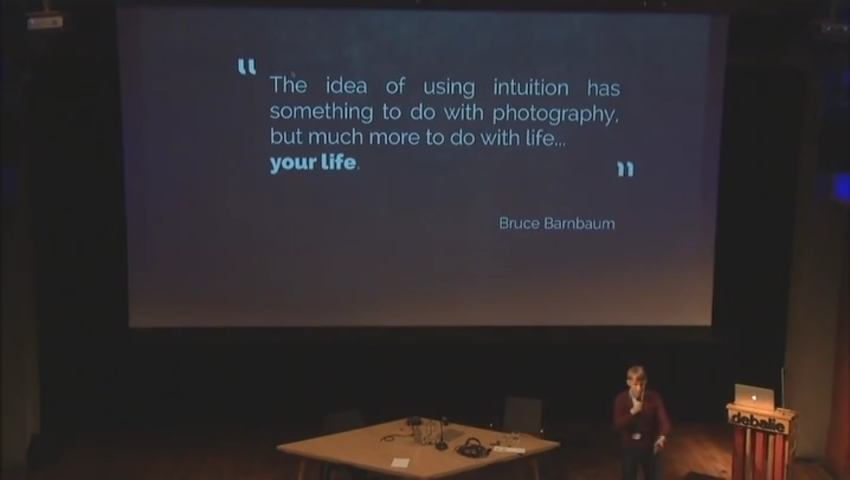 “ The idea of using intuition has
something to do with photography,
but much more to do with life...
your life. ”
Bruce Barnbaum
debalie